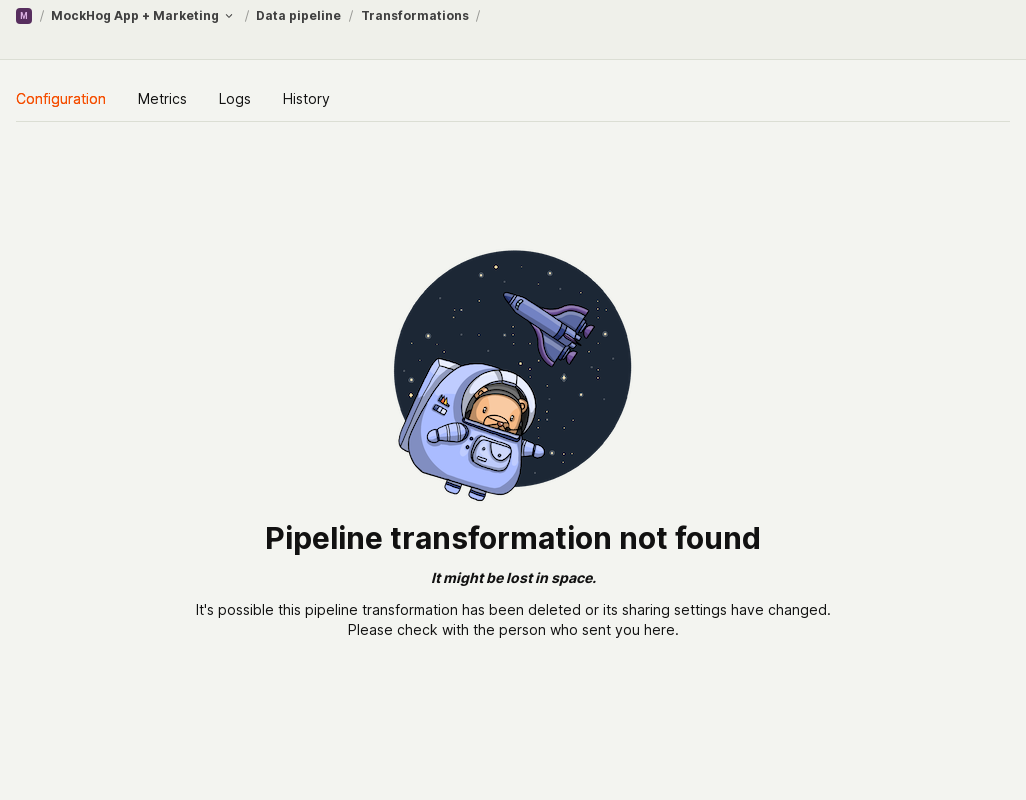 M / MockHog App + Marketing / Data pipeline / Transformations /
Configuration Metrics Logs History
Pipeline transformation not found
It might be lost in space.
It's possible this pipeline transformation has been deleted or its sharing settings have changed.
Please check with the person who sent you here.